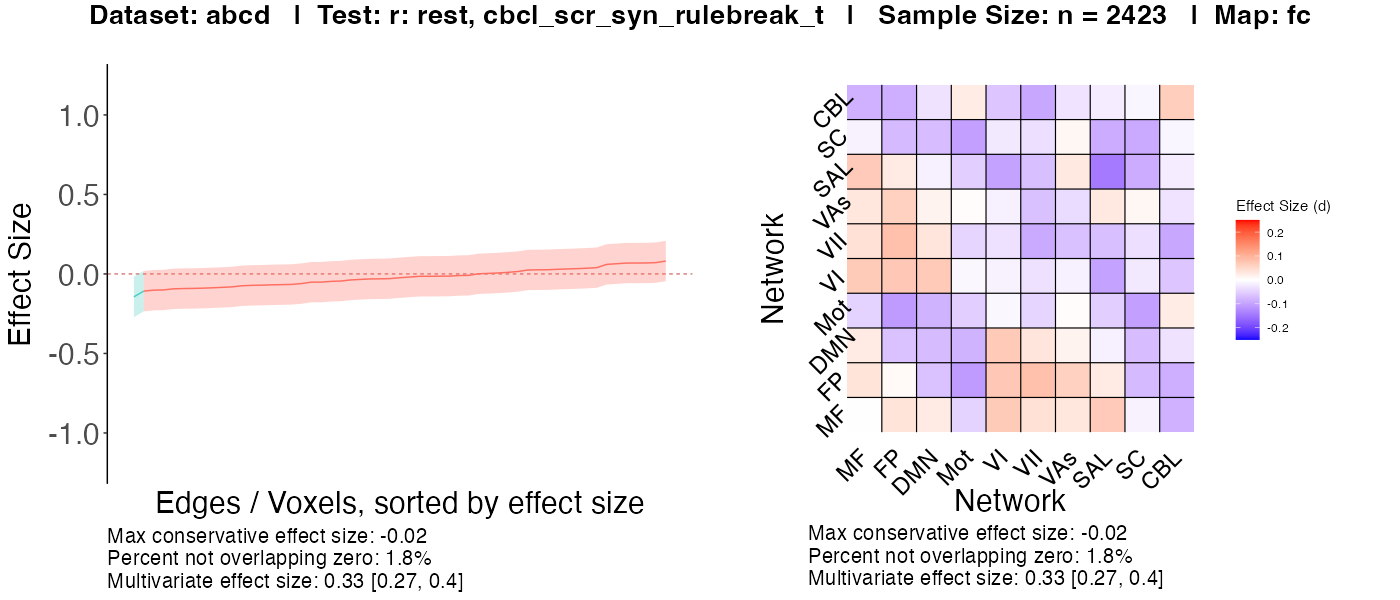 Dataset: abcd | Test: r: rest, cbcl_scr_syn_rulebreak_t | Sample Size: n = 2423 | Map: fc
Effect Size
1.0
0.5
0.0
-0.5
-1.0
Edges / Voxels, sorted by effect size
Max conservative effect size: -0.02
Percent not overlapping zero: 1.8%
Multivariate effect size: 0.33 [0.27, 0.4]
Network
CBL
SC
SAL
VAs
VII
VI
Mot
DMN
FP
MF
MF FP DMN Mot VI VII VAs SAL SC CBL
Network
Max conservative effect size: -0.02
Percent not overlapping zero: 1.8%
Multivariate effect size: 0.33 [0.27, 0.4]
Effect Size (d)
0.2
0.1
0.0
-0.1
-0.2